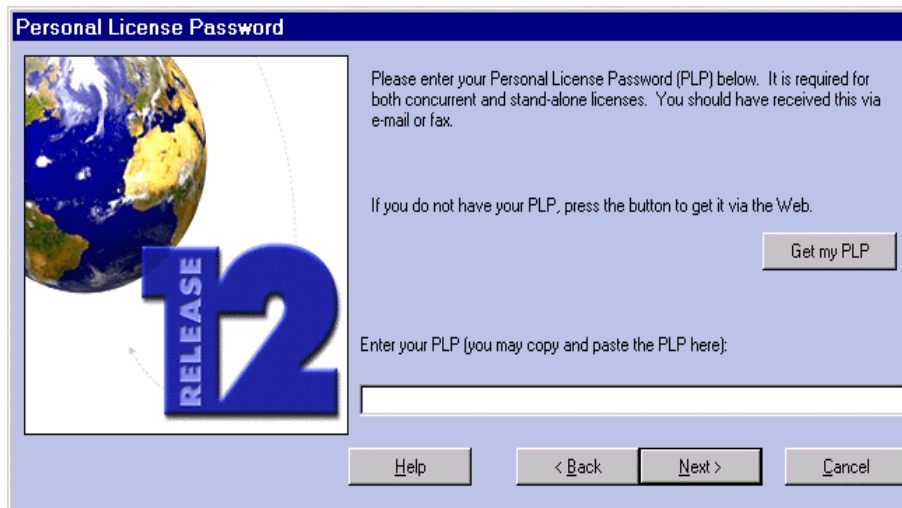 Personal License Password
Please enter your Personal License Password (PLP) below. It is required for
both concurrent and stand-alone licenses. You should have received this via
e-mail or fax.
If you do not have your PLP, press the button to get it via the Web.
Get my PLP
RELEASE
12
Enter your PLP (you may copy and paste the PLP here):
Help
< Back
Next >
Cancel